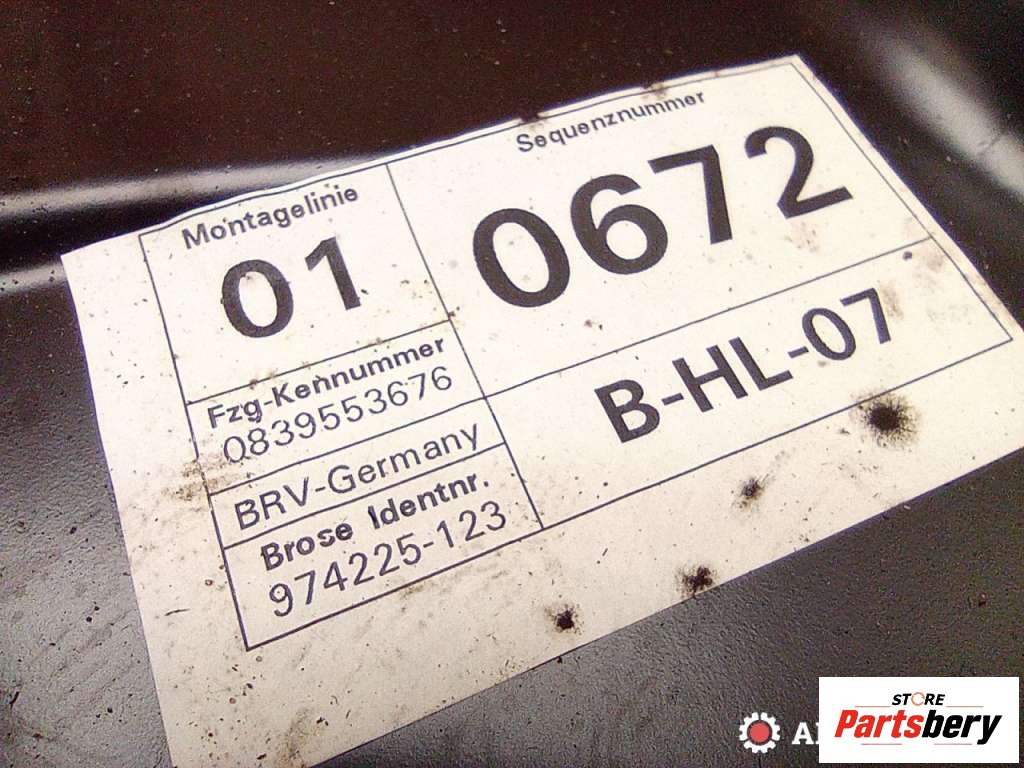 Montagelinie
01
Sequenznummer
0672
Fzg-Kennummer
0839553676
B-HL-07
BRV-Germany
Brose Identnr.
974225-123
STORE
Partsbery